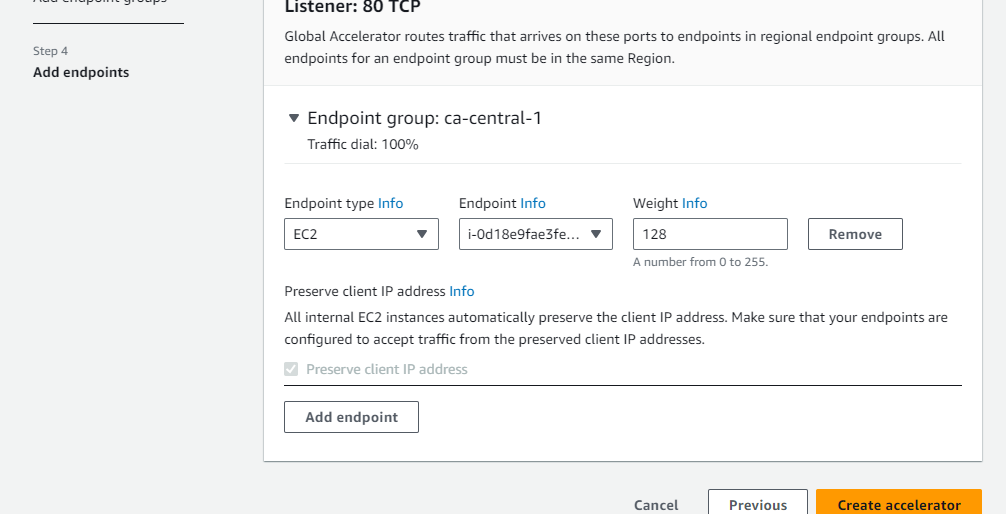 Add endpoint groups
Step 4
Add endpoints
Listener: 80 TCP
Global Accelerator routes traffic that arrives on these ports to endpoints in regional endpoint groups. All
endpoints for an endpoint group must be in the same Region.
Endpoint group: ca-central-1
Traffic dial: 100%
Endpoint type Info
Endpoint Info
Weight Info
EC2
i-0d18e9fae3fe...
128
Remove
A number from 0 to 255.
Preserve client IP address Info
All internal EC2 instances automatically preserve the client IP address. Make sure that your endpoints are
configured to accept traffic from the preserved client IP addresses.
Preserve client IP address
Add endpoint
Cancel
Previous
Create accelerator